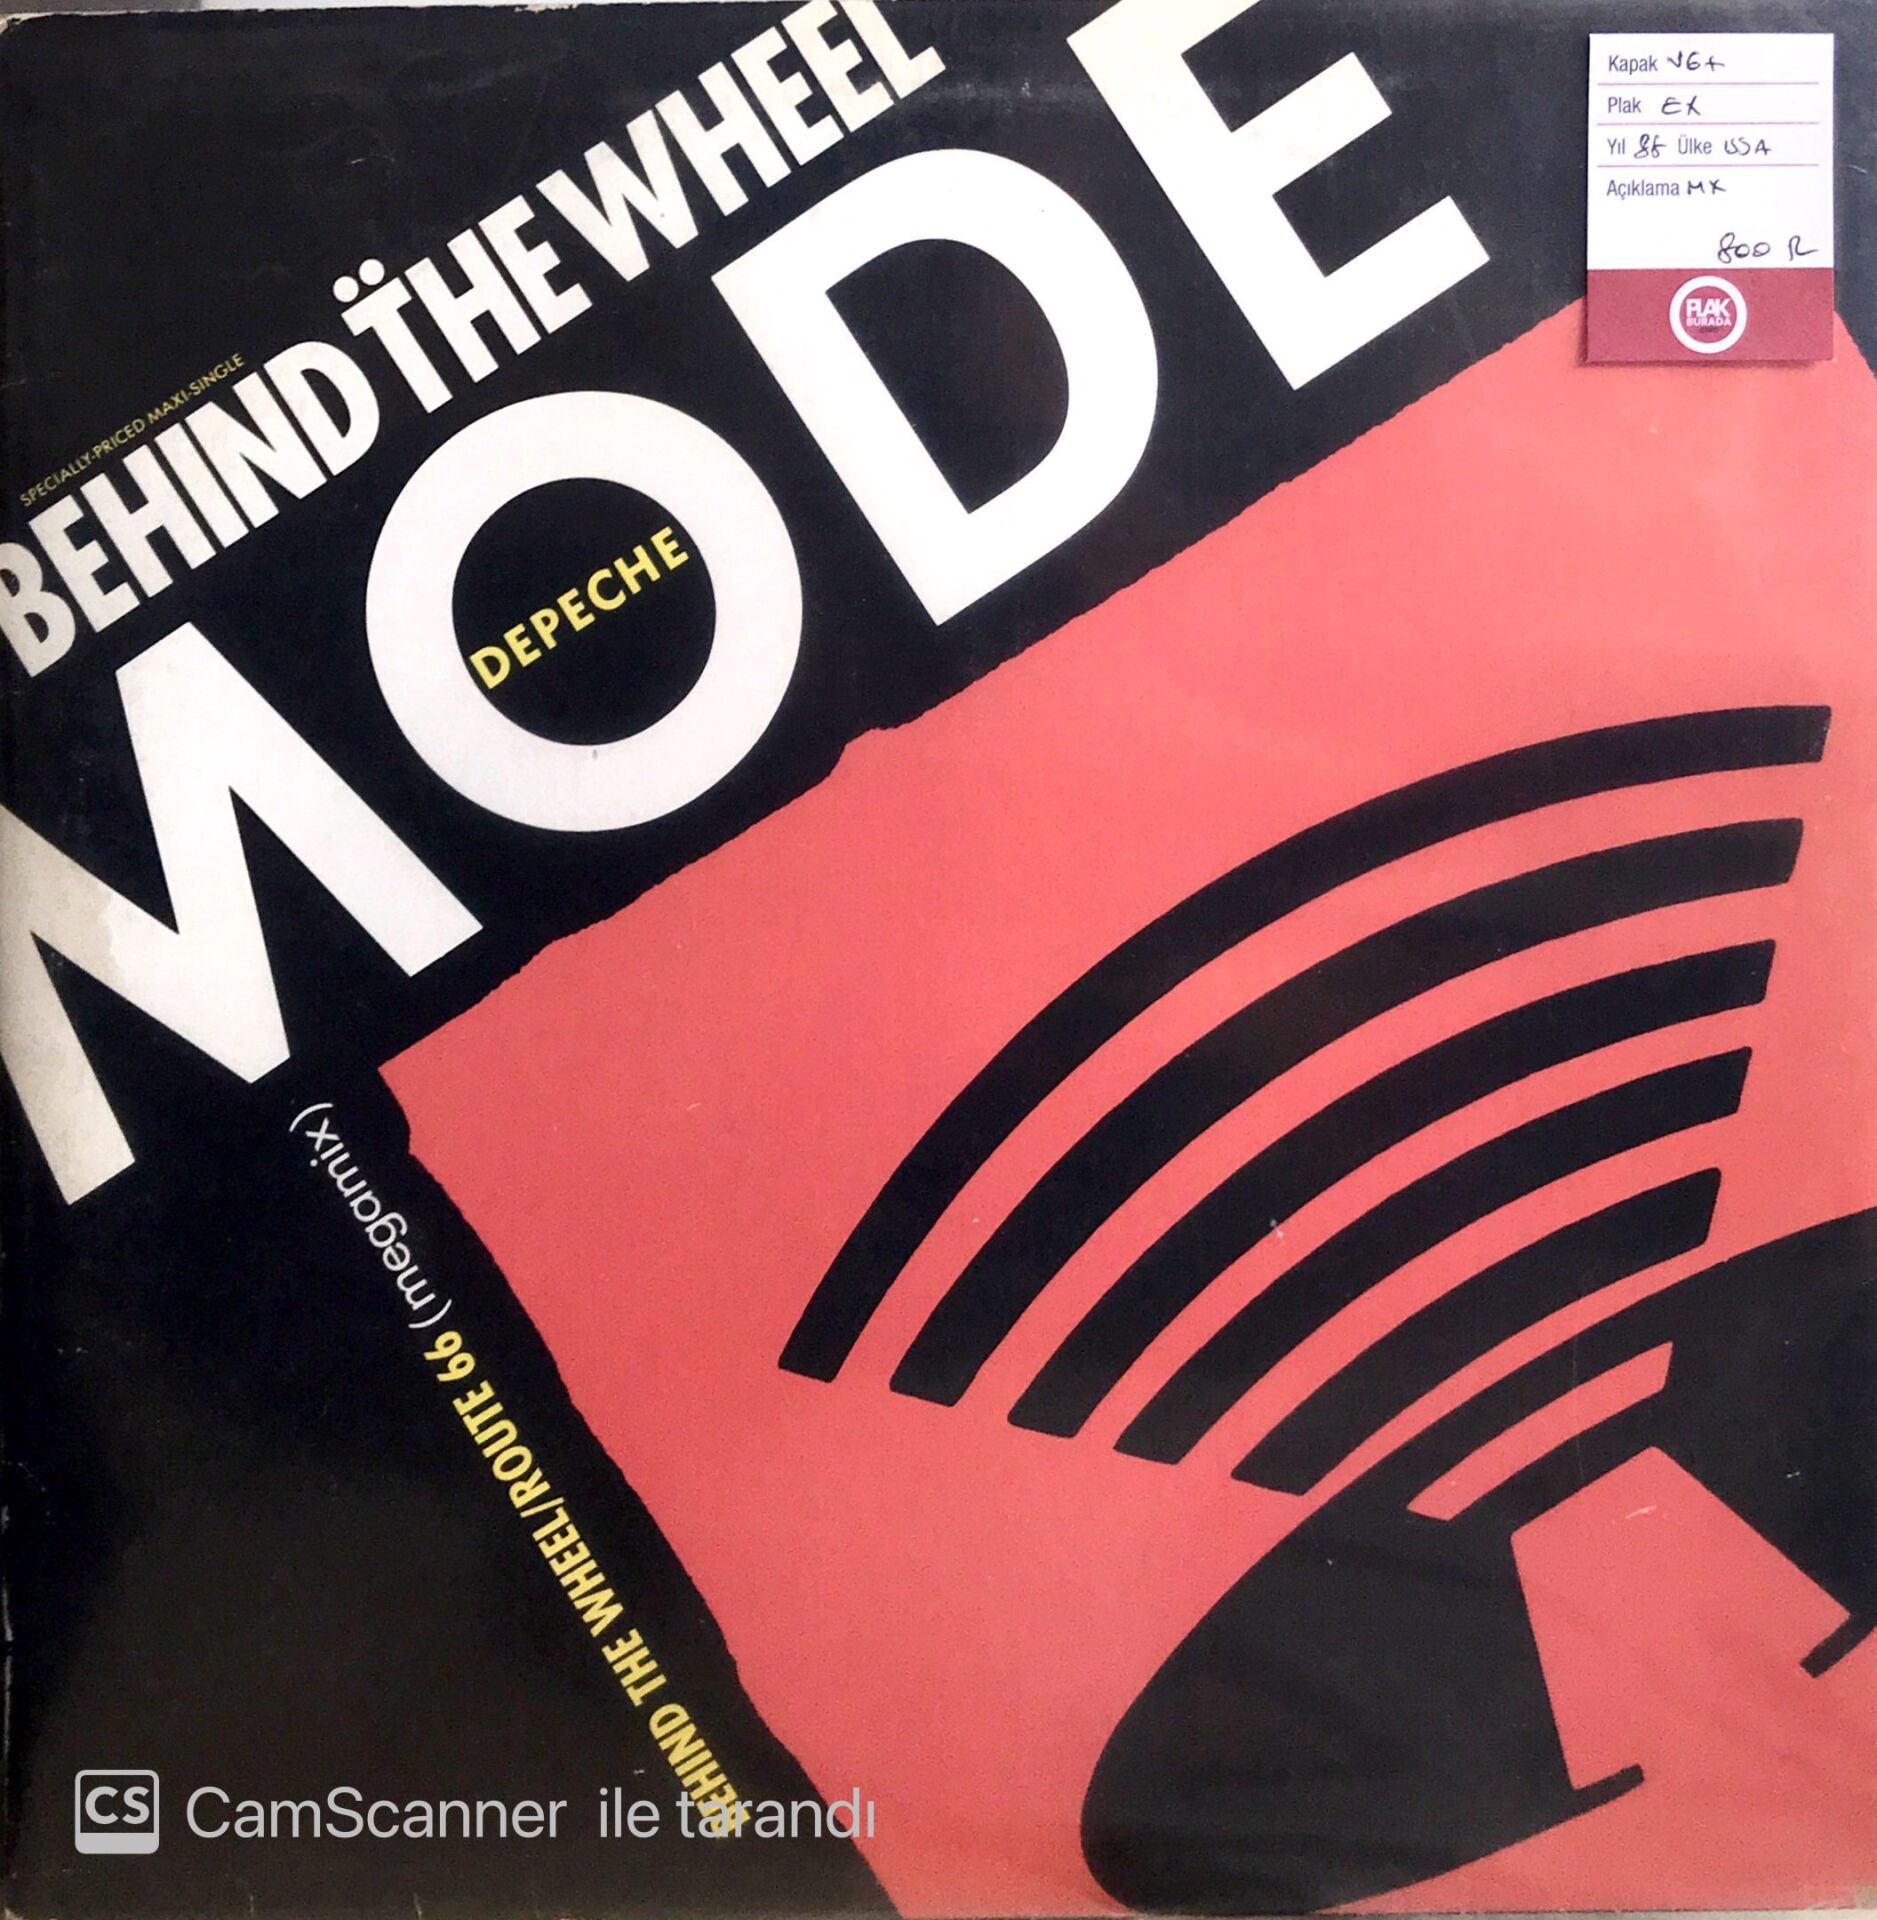 SPECIALLY-PRICED MAXI-SINGLE
BEHIND THE WHEEL
DEPECHE
MODE
BEHIND THE WHEEL/ROUTE 66 (megamix)
Kapak VG+
Plak EX
Yıl Ülke USA
Açıklama MX
800
PLAK
BURADA
CS CamScanner ile tarandı